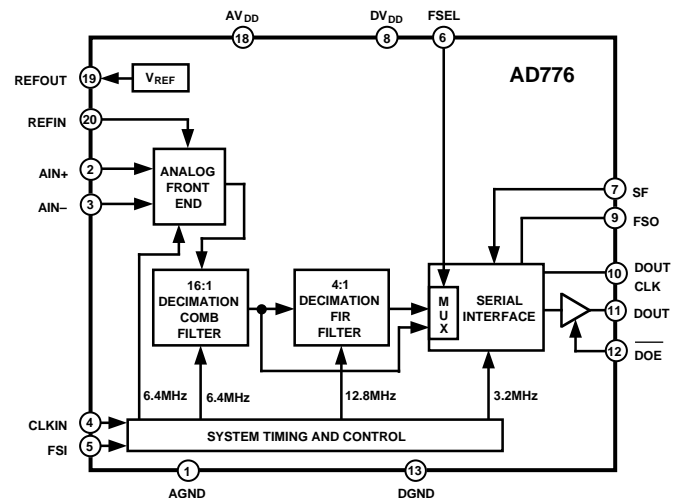 AVDD
DVDD
FSEL
18
8
6
AD776
REFOUT
19
VREF
REFIN
20
AIN+
2
ANALOG
FRONT
END
AIN–
3
7
SF
9
FSO
16:1
DECIMATION
COMB
FILTER
4:1
DECIMATION
FIR
FILTER
MUX
SERIAL
INTERFACE
10
DOUT
CLK
11
DOUT
12
DOE
6.4MHz
6.4MHz
12.8MHz
3.2MHz
CLKIN
4
FSI
5
SYSTEM TIMING AND CONTROL
1
13
AGND
DGND